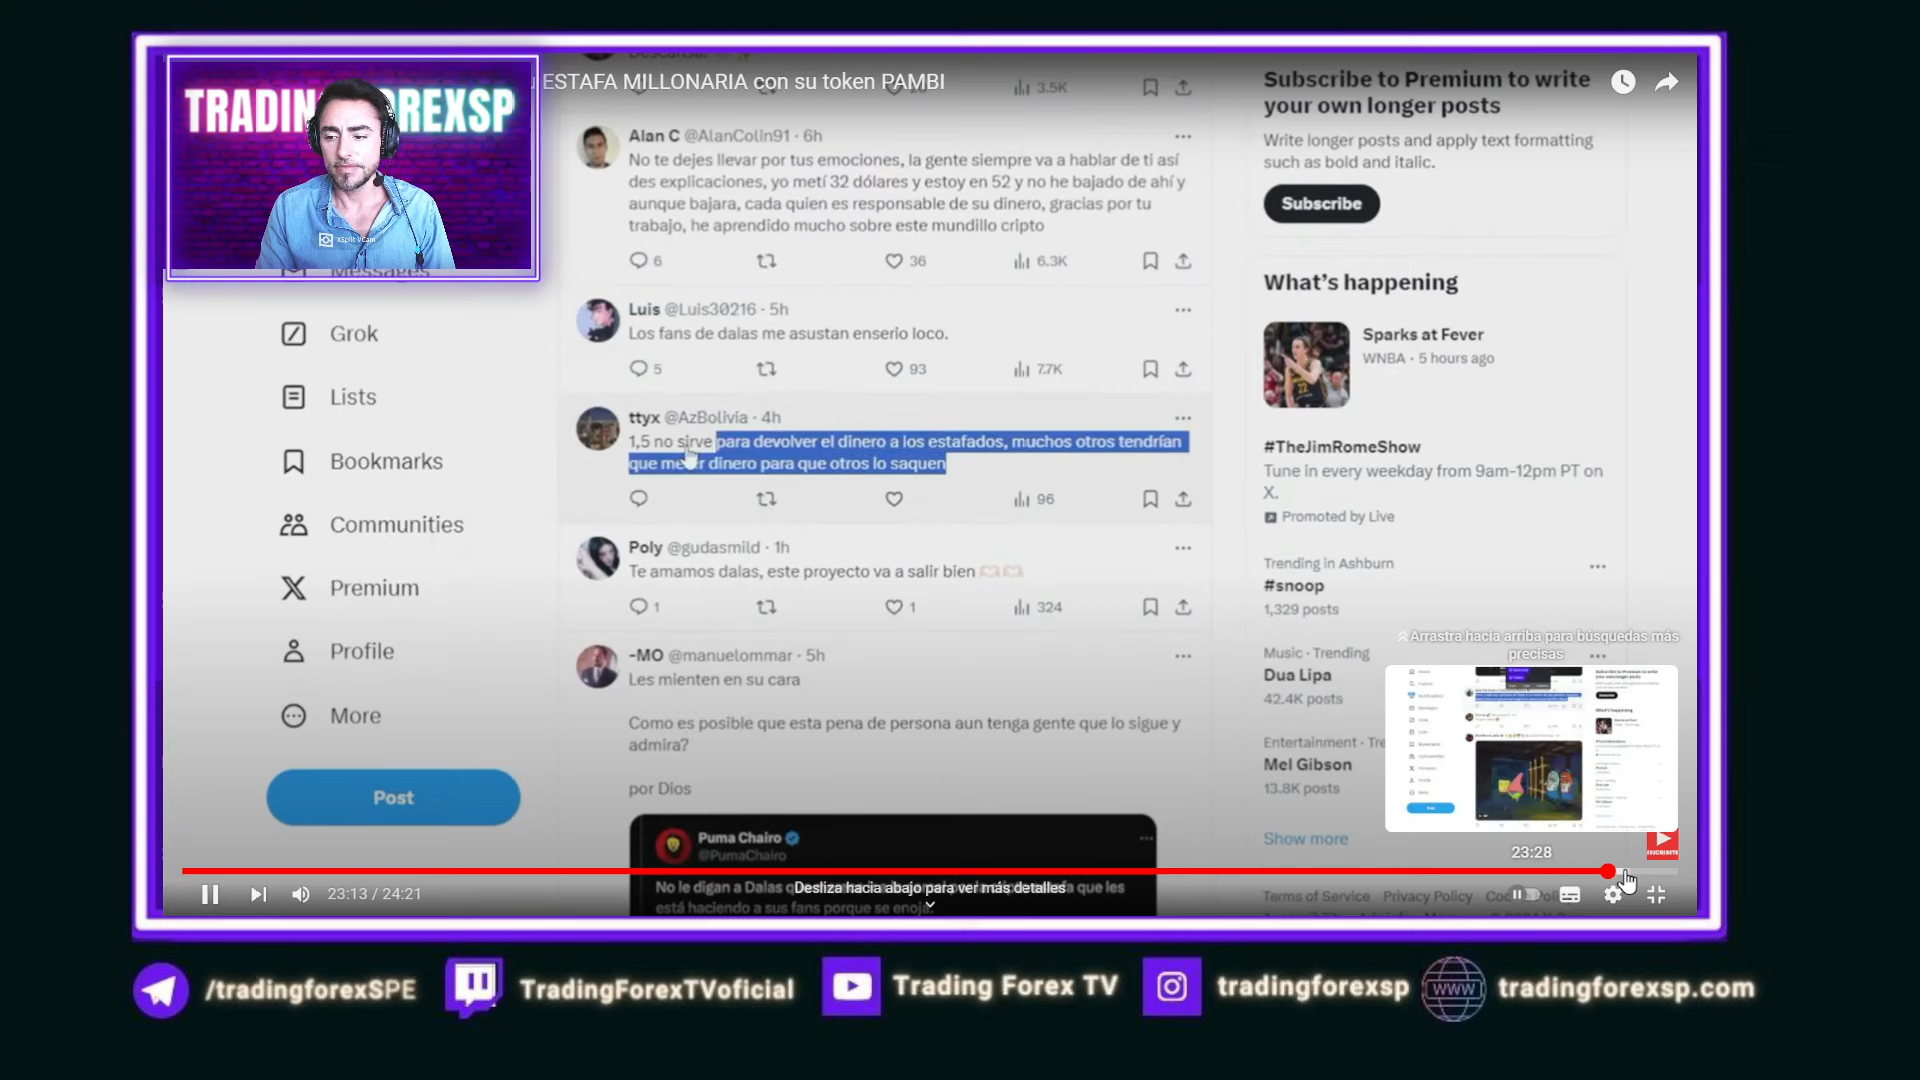 ESTAFA MILLONARIA con su token PAMBI
TRADINGFOREXSP
XSplit VCam
3.5K
Alan C @AlanColin91 · 6h
No te dejes llevar por tus emociones, la gente siempre va a hablar de ti así
des explicaciones, yo metí 32 dólares y estoy en 52 y no he bajado de ahí y
aunque bajara, cada quien es responsable de su dinero, gracias por tu
trabajo, he aprendido mucho sobre este mundillo cripto
6 36 6.3K
Luis @Luis30216 · 5h
Los fans de dalas me asustan enserio loco.
5 93 7.7K
ttyx @AzBolivia · 4h
1,5 no sirve para devolver el dinero a los estafados, muchos otros tendrían
que meter dinero para que otros lo saquen
96
Poly @gudasmild · 1h
Te amamos dalas, este proyecto va a salir bien
1 1 324
-MO @manuelommar · 5h
Les mienten en su cara
Como es posible que esta pena de persona aun tenga gente que lo sigue y
admira?
por Dios
Puma Chairo
@PumaChairo
No le digan a Dalas
que les
está haciendo a sus fans porque se enoja.
Messages
Grok
Lists
Bookmarks
Communities
Premium
Profile
More
Post
Subscribe to Premium to write
your own longer posts
Write longer posts and apply text formatting
such as bold and italic.
Subscribe
What's happening
Sparks at Fever
WNBA · 5 hours ago
#TheJimRomeShow
Tune in every weekday from 9am-12pm PT on
X.
Promoted by Live
Trending in Ashburn
#snoop
1,329 posts
Arrastra hacia arriba para búsquedas más
precisas
Music · Trending
Dua Lipa
42.4K posts
Entertainment ·
Mel Gibson
13.8K posts
Show more
23:28
SUSCRÍBETE
Terms of Service Privacy Policy
23:13 / 24:21
Desliza hacia abajo para ver más detalles
/tradingforexSPE
TradingForexTVoficial
Trading Forex TV
tradingforexsp
WWW
tradingforexsp.com